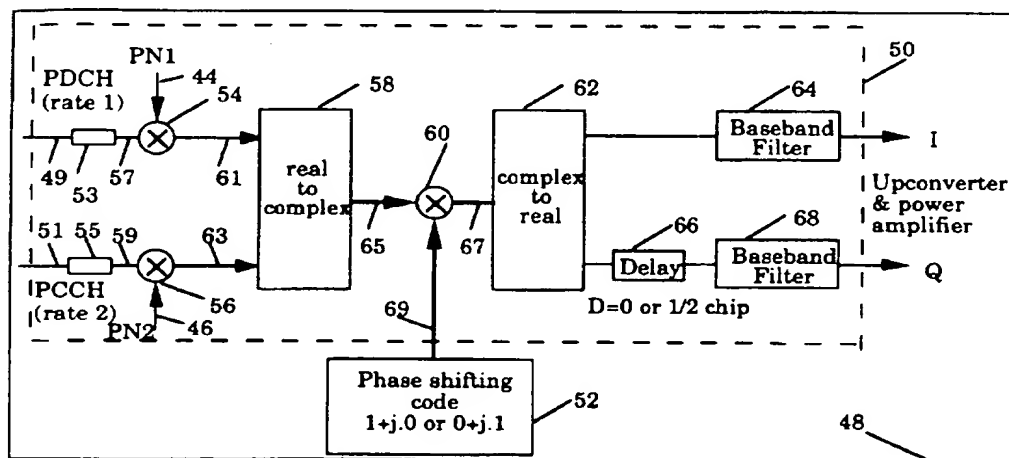 PN1
44
54
58
62
64
50
PDCH
(rate 1)
49
53
57
61
real
to
complex
60
65
67
complex
to
real
Baseband
Filter
I
Upconverter
& power
amplifier
51
55
59
63
56
PCCH
(rate 2)
PN2
46
69
66
Delay
D=0 or 1/2 chip
68
Baseband
Filter
Q
Phase shifting
code
1+j.0 or 0+j.1
52
48